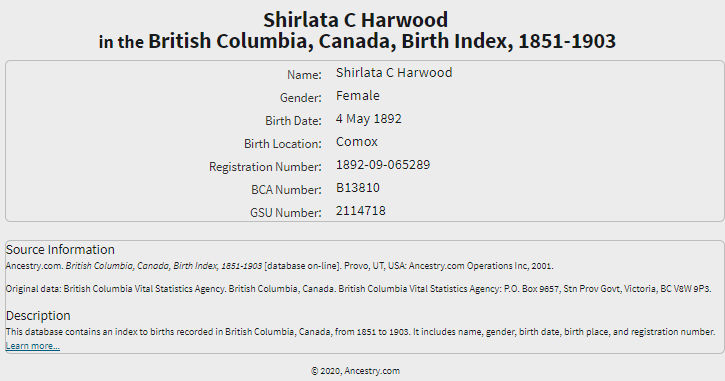 Shirlata C Harwood
in the British Columbia, Canada, Birth Index, 1851-1903
Name: Shirlata C Harwood
Gender: Female
Birth Date: 4 May 1892
Birth Location: Comox
Registration Number: 1892-09-065289
BCA Number: B13810
GSU Number: 2114718
Source Information
Ancestry.com. British Columbia, Canada, Birth Index, 1851-1903 [database on-line]. Provo, UT, USA: Ancestry.com Operations Inc, 2001.
Original data: British Columbia Vital Statistics Agency. British Columbia, Canada. British Columbia Vital Statistics Agency: P.O. Box 9657, Stn Prov Govt, Victoria, BC V8W 9P3.
Description
This database contains an index to births recorded in British Columbia, Canada, from 1851 to 1903. It includes name, gender, birth date, birth place, and registration number.
Learn more...
© 2020, Ancestry.com